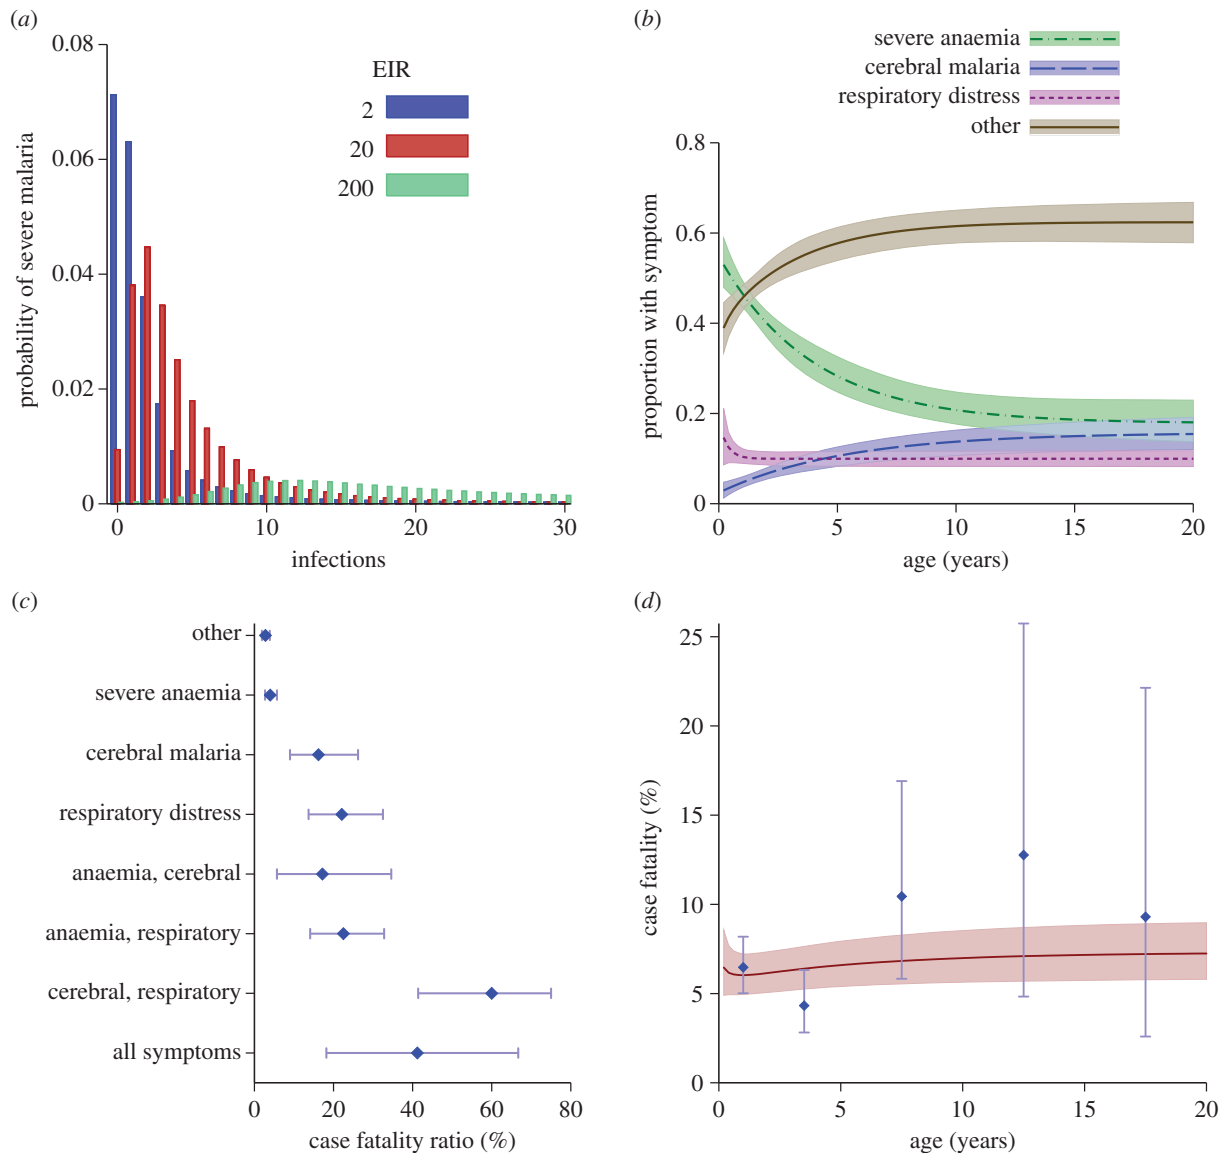 (a)
0.08
0.06
0.04
0.02
0
probability of severe malaria
EIR
2
20
200
0 10 20 30
infections
(b)
severe anaemia
cerebral malaria
respiratory distress
other
0.8
0.6
0.4
0.2
0
proportion with symptom
0 5 10 15 20
age (years)
(c)
other
severe anaemia
cerebral malaria
respiratory distress
anaemia, cerebral
anaemia, respiratory
cerebral, respiratory
all symptoms
0 20 40 60 80
case fatality ratio (%)
(d)
25
20
15
10
5
0
case fatality (%)
0 5 10 15 20
age (years)